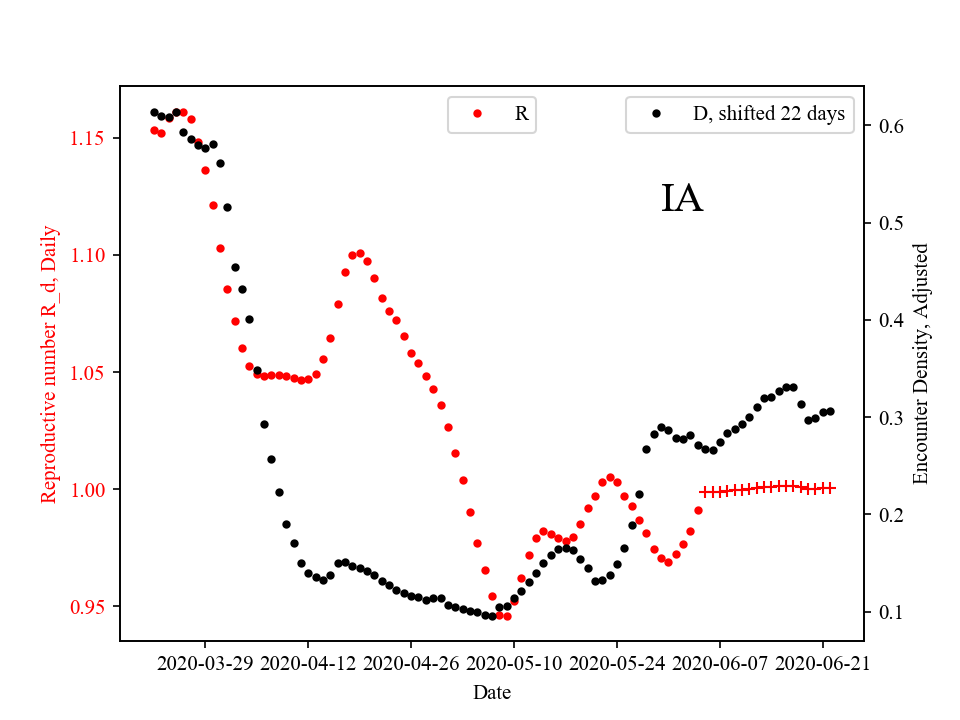 R
D, shifted 22 days
IA
Reproductive number R_d, Daily
1.15
1.10
1.05
1.00
0.95
Encounter Density, Adjusted
0.6
0.5
0.4
0.3
0.2
0.1
2020-03-29 2020-04-12 2020-04-26 2020-05-10 2020-05-24 2020-06-07 2020-06-21
Date